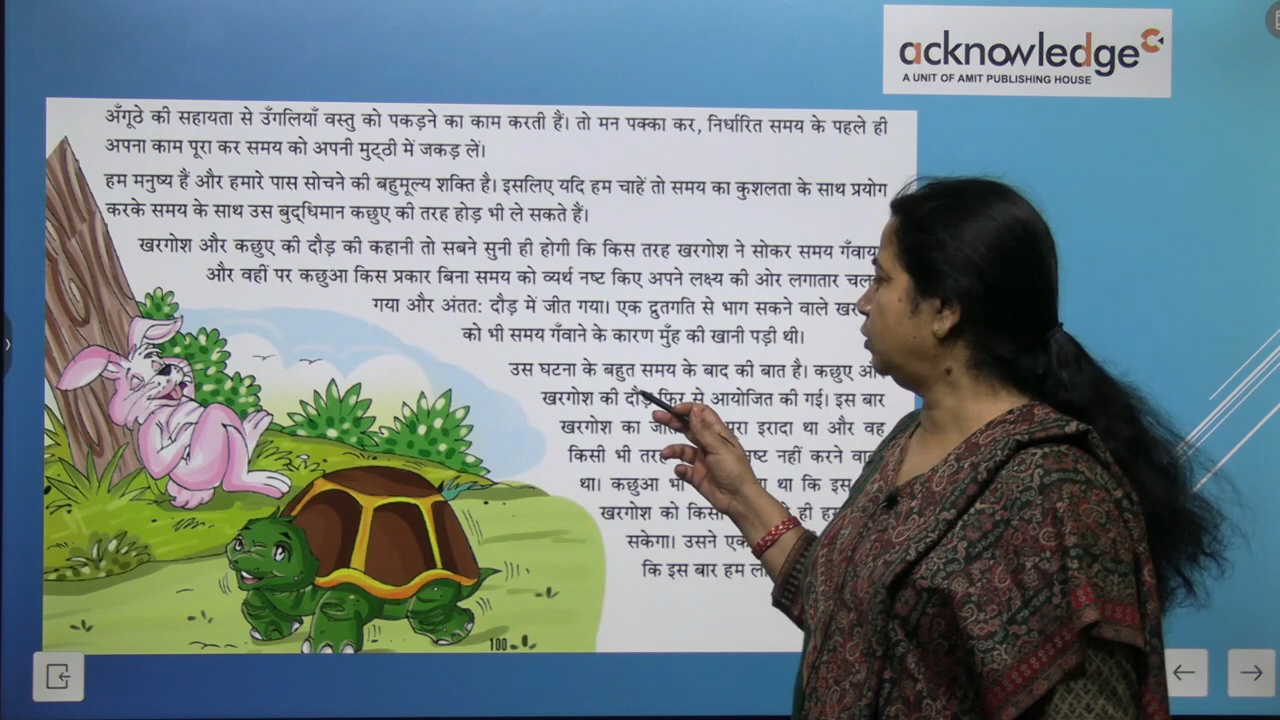 acknowledge
A UNIT OF AMIT PUBLISHING HOUSE
अँगूठे की सहायता से उँगलियाँ वस्तु को पकड़ने का काम करती हैं। तो मन पक्का कर, निर्धारित समय के पहले ही
अपना काम पूरा कर समय को अपनी मुट्ठी में जकड़ लें।
हम मनुष्य हैं और हमारे पास सोचने की बहुमूल्य शक्ति है। इसलिए यदि हम चाहें तो समय का कुशलता के साथ प्रयोग
करके समय के साथ उस बुद्धिमान कछुए की तरह होड़ भी ले सकते हैं।
खरगोश और कछुए की दौड़ की कहानी तो सबने सुनी ही होगी कि किस तरह खरगोश ने सोकर समय
और वहीं पर कछुआ किस प्रकार बिना समय को व्यर्थ नष्ट किए अपने लक्ष्य की ओर लगातार
गया और अंतत: दौड़ में जीत गया। एक द्रुतगति से भाग सकने वाले
को भी समय गँवाने के कारण मुँह की खानी पड़ी थी।
उस घटना के बहुत समय के बाद की बात है। कछुए
खरगोश की दौड़ फिर से आयोजित की गई। इस बार
खरगोश का इरादा था और वह
किसी भी नहीं करने
था। कछुआ था कि इस
खरगोश को ही
सकेगा। उसने
कि इस बार हम
100